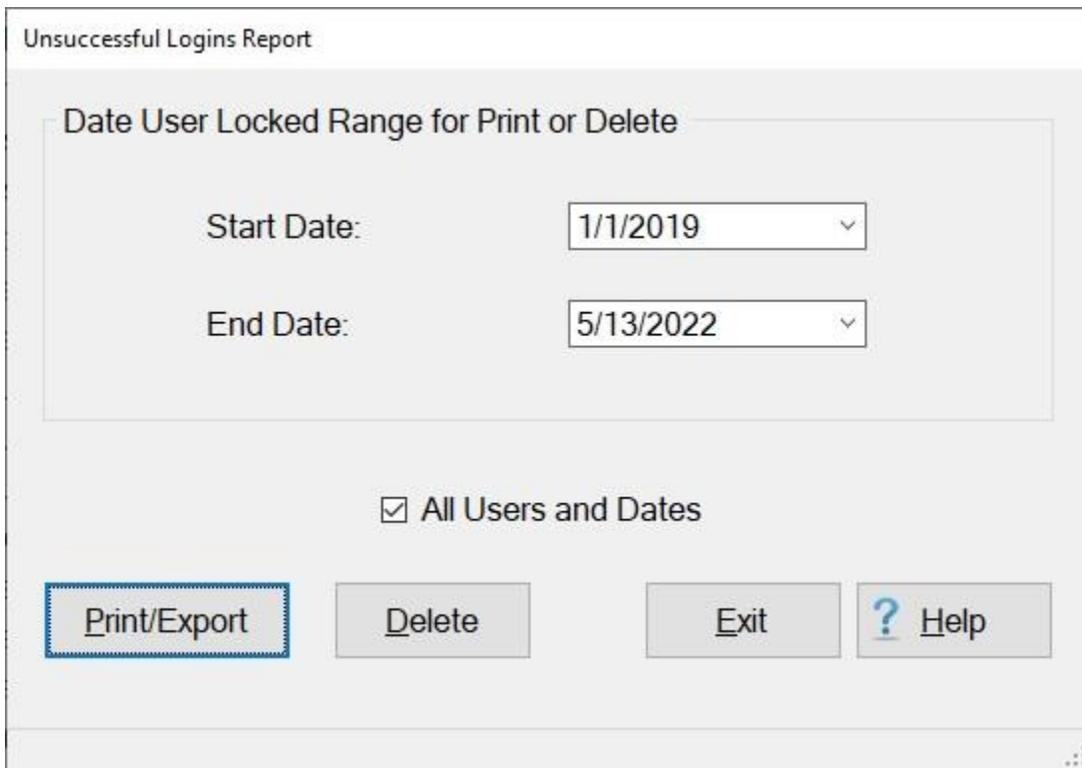 Unsuccessful Logins Report
Date User Locked Range for Print or Delete
Start Date: 1/1/2019
End Date: 5/13/2022
All Users and Dates
Print/Export Delete Exit ? Help